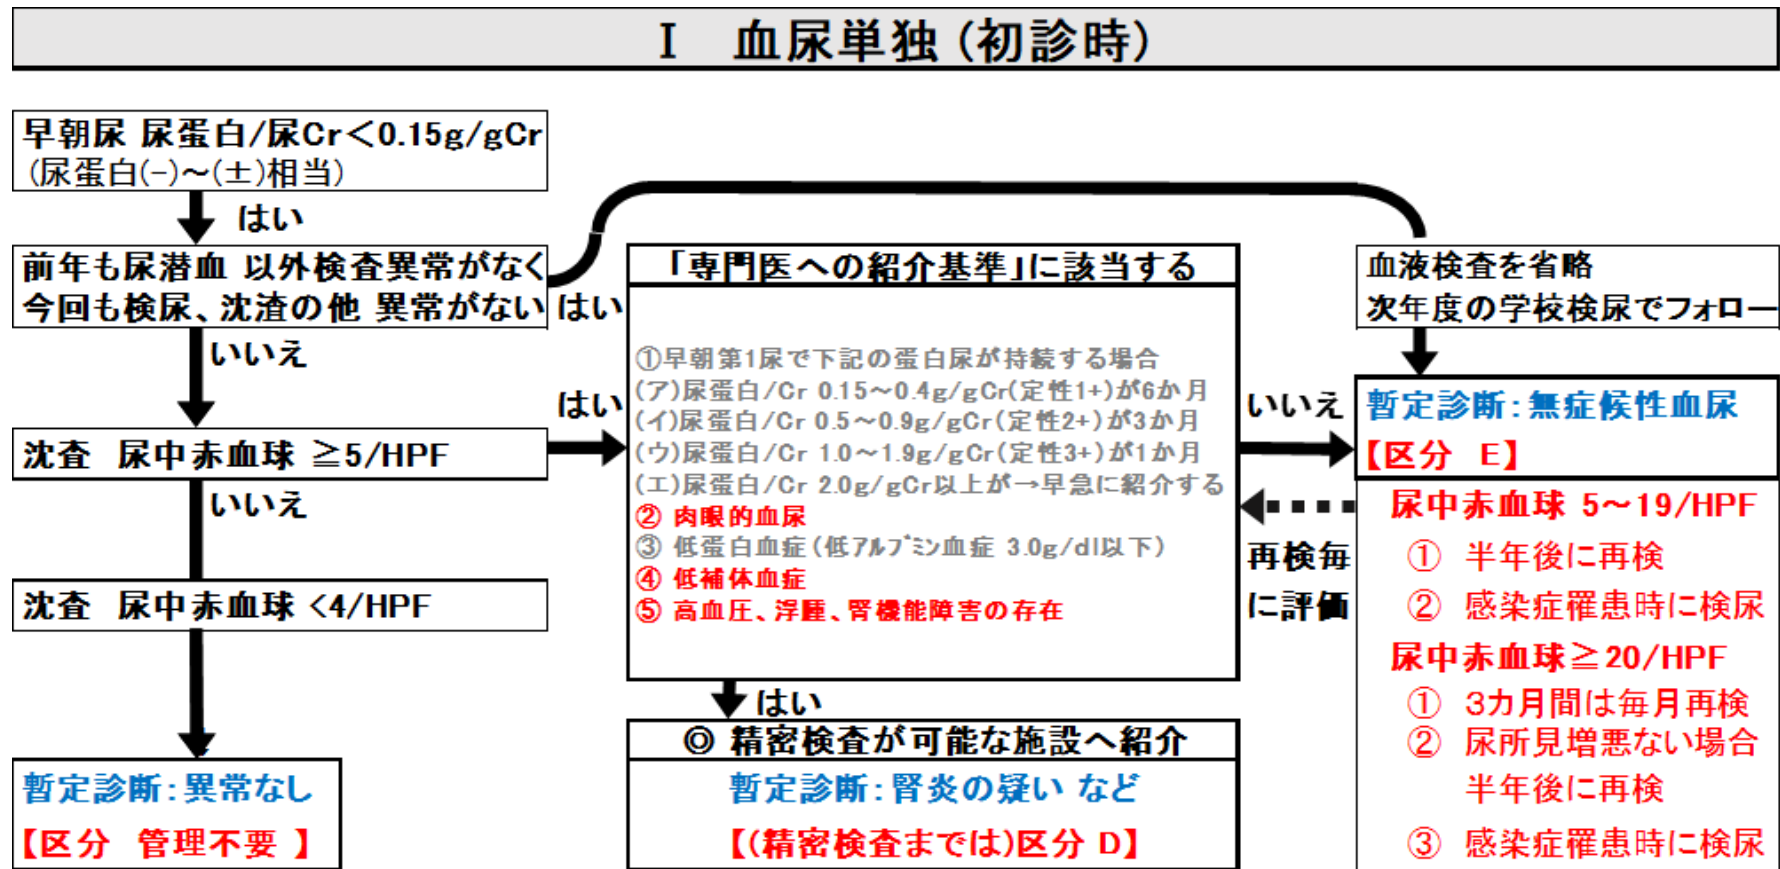 Ⅰ 血尿単独(初診時)
早朝尿 尿蛋白/尿Cr<0.15g/gCr
(尿蛋白(-)~(±)相当)
はい
前年も尿潜血 以外検査異常がなく
今回も検尿、沈渣の他 異常がない
はい
いいえ
沈査 尿中赤血球 ≧5/HPF
はい
いいえ
沈査 尿中赤血球 <4/HPF
暫定診断:異常なし
【区分 管理不要 】
「専門医への紹介基準」に該当する
①早朝第1尿で下記の蛋白尿が持続する場合
(ア)尿蛋白/Cr 0.15~0.4g/gCr(定性1+)が6か月
(イ)尿蛋白/Cr 0.5~0.9g/gCr(定性2+)が3か月
(ウ)尿蛋白/Cr 1.0~1.9g/gCr(定性3+)が1か月
(エ)尿蛋白/Cr 2.0g/gCr以上が→早急に紹介する
② 肉眼的血尿
③ 低蛋白血症(低アルブミン血症 3.0g/dl以下)
④ 低補体血症
⑤ 高血圧、浮腫、腎機能障害の存在
はい
◎ 精密検査が可能な施設へ紹介
暫定診断:腎炎の疑い など
【(精密検査までは)区分 D】
いいえ
再検毎
に評価
血液検査を省略
次年度の学校検尿でフォロー
暫定診断:無症候性血尿
【区分 E】
尿中赤血球 5~19/HPF
① 半年後に再検
② 感染症罹患時に検尿
尿中赤血球≧20/HPF
① 3カ月間は毎月再検
② 尿所見増悪ない場合
半年後に再検
③ 感染症罹患時に検尿